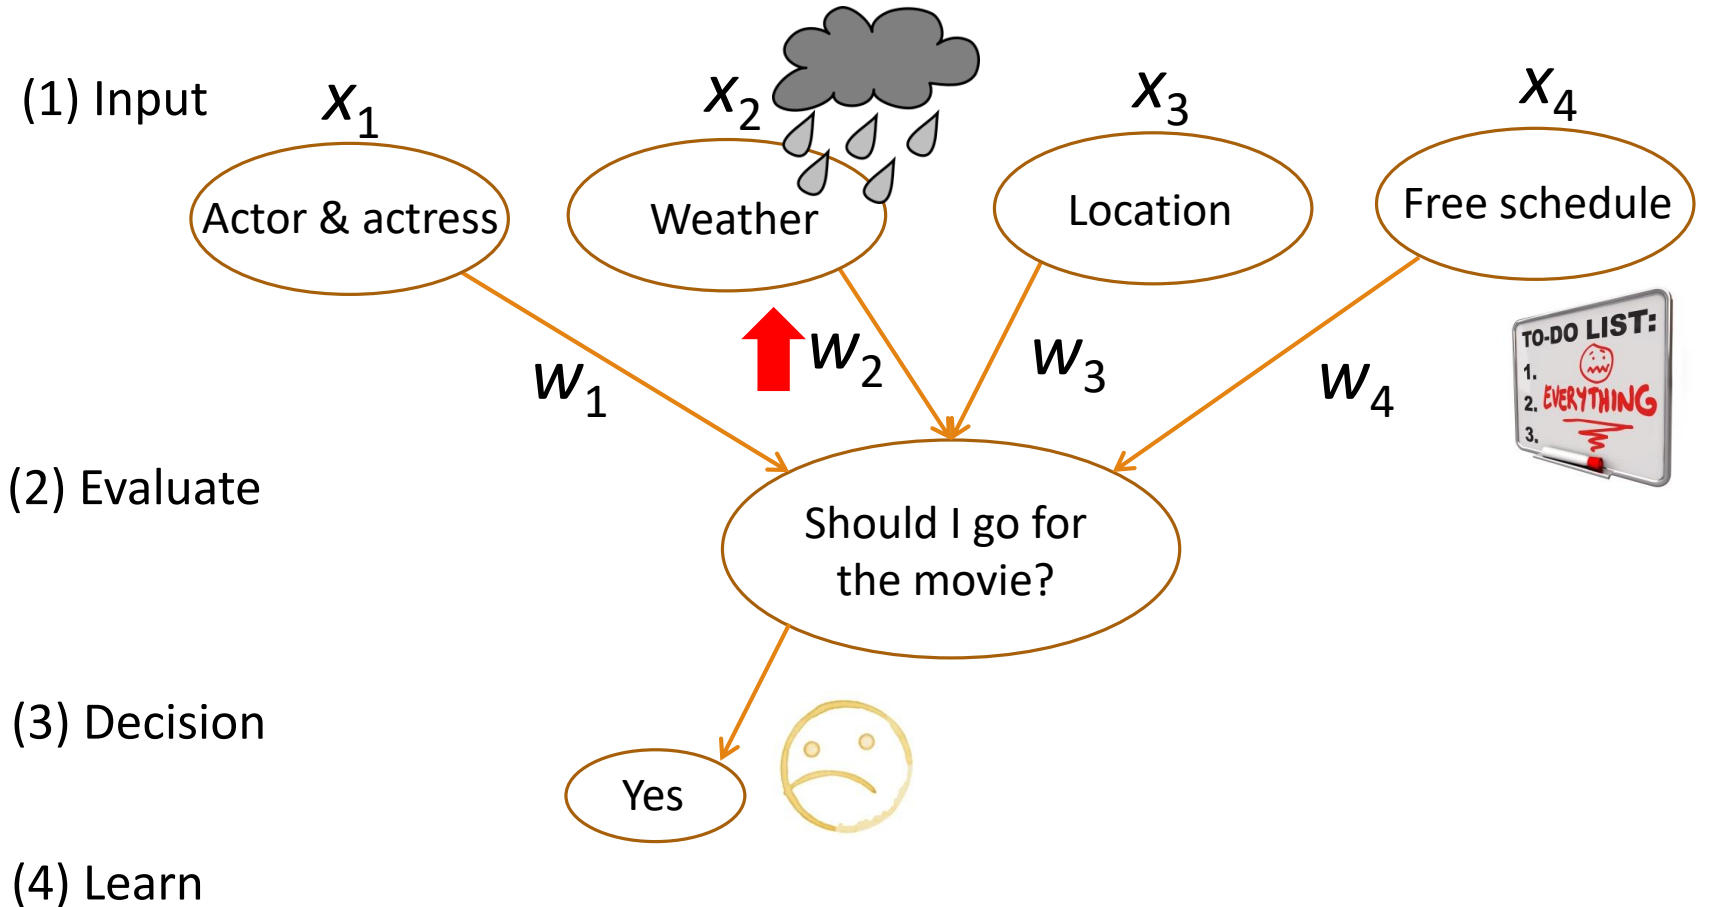 (1) Input
x1
x2
x3
x4
Actor & actress
Weather
Location
Free schedule
w1
w2
w3
w4
TO-DO LIST:
1.
2. EVERYTHING
3.
(2) Evaluate
Should I go for
the movie?
(3) Decision
Yes
(4) Learn